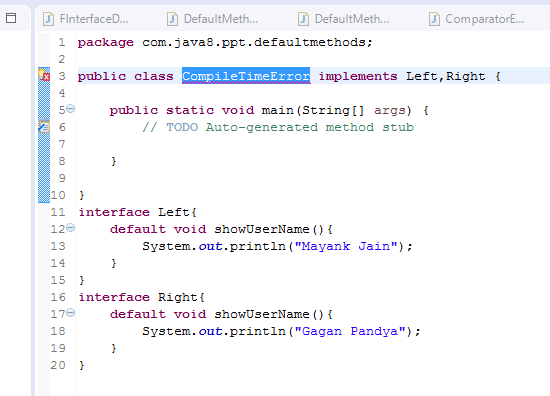 FInterfaceD... DefaultMeth... DefaultMeth... ComparatorE...
1 package com.java8.ppt.defaultmethods;
2
3 public class CompileTimeError implements Left,Right {
4
5     public static void main(String[] args) {
6         // TODO Auto-generated method stub
7
8     }
9
10 }
11 interface Left{
12     default void showUserName(){
13         System.out.println("Mayank Jain");
14     }
15 }
16 interface Right{
17     default void showUserName(){
18         System.out.println("Gagan Pandya");
19     }
20 }